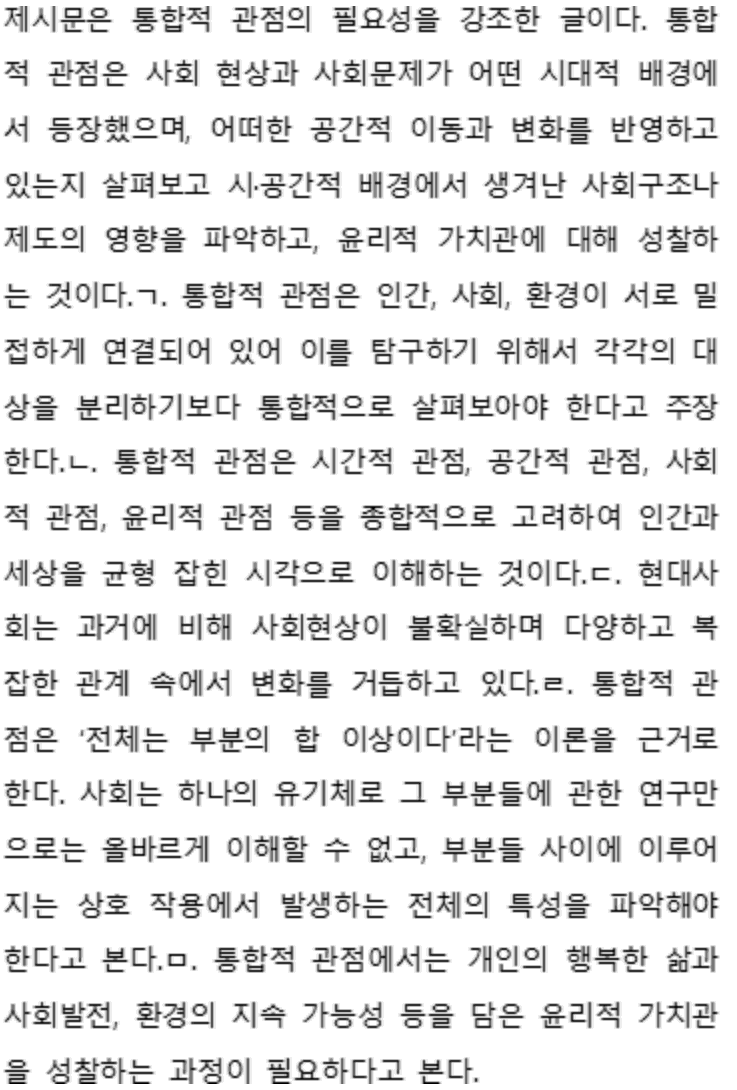 제시문은 통합적 관점의 필요성을 강조한 글이다. 통합
적 관점은 사회 현상과 사회문제가 어떤 시대적 배경에
서 등장했으며, 어떠한 공간적 이동과 변화를 반영하고
있는지 살펴보고 시·공간적 배경에서 생겨난 사회구조나
제도의 영향을 파악하고, 윤리적 가치관에 대해 성찰하
는 것이다.ㄱ. 통합적 관점은 인간, 사회, 환경이 서로 밀
접하게 연결되어 있어 이를 탐구하기 위해서 각각의 대
상을 분리하기보다 통합적으로 살펴보아야 한다고 주장
한다.ㄴ. 통합적 관점은 시간적 관점, 공간적 관점, 사회
적 관점, 윤리적 관점 등을 종합적으로 고려하여 인간과
세상을 균형 잡힌 시각으로 이해하는 것이다.ㄷ. 현대사
회는 과거에 비해 사회현상이 불확실하며 다양하고 복
잡한 관계 속에서 변화를 거듭하고 있다.ㄹ. 통합적 관
점은 '전체는 부분의 합 이상이다'라는 이론을 근거로
한다. 사회는 하나의 유기체로 그 부분들에 관한 연구만
으로는 올바르게 이해할 수 없고, 부분들 사이에 이루어
지는 상호 작용에서 발생하는 전체의 특성을 파악해야
한다고 본다.ㅁ. 통합적 관점에서는 개인의 행복한 삶과
사회발전, 환경의 지속 가능성 등을 담은 윤리적 가치관
을 성찰하는 과정이 필요하다고 본다.